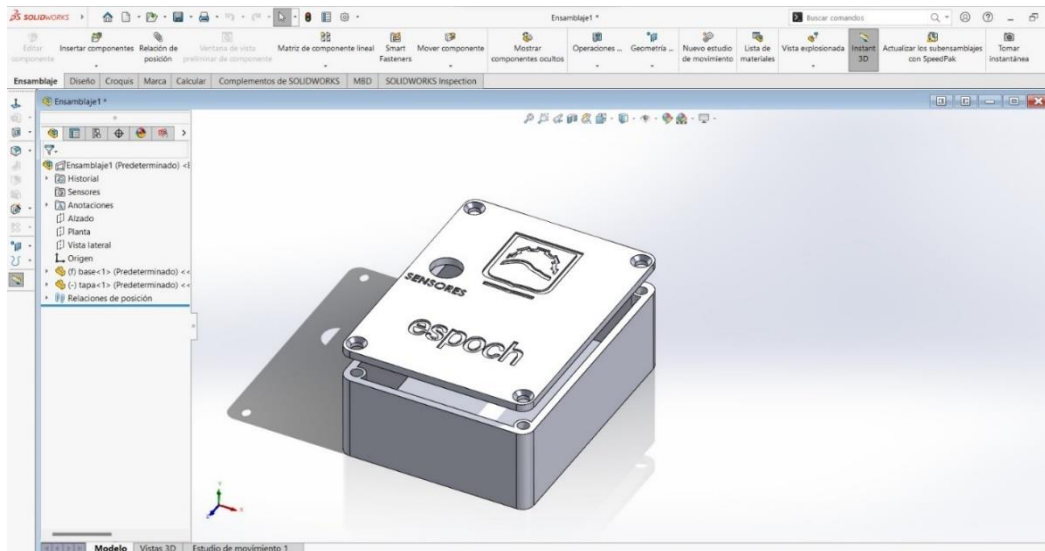 SOLIDWORKS
Ensamblaje1 *
Buscar comandos
Editar componente
Insertar componentes
Relación de posición
Ventana de vista preliminar de componente
Matriz de componente lineal
Smart Fasteners
Mover componente
Mostrar componentes ocultos
Operaciones ...
Geometría ...
Nuevo estudio de movimiento
Lista de materiales
Vista explosionada
Instant 3D
Actualizar los subensamblajes con SpeedPak
Tomar instantánea
Ensamblaje Diseño Croquis Marca Calcular Complementos de SOLIDWORKS MBD SOLIDWORKS Inspection
Ensamblaje1 *
Ensamblaje1 (Predeterminado) <
Historial
Sensores
Anotaciones
Alzado
Planta
Vista lateral
Origen
(f) base<1> (Predeterminado) <<
(-) tapa<1> (Predeterminado) <<
Relaciones de posición
SENSORES
espoch
Modelo Vistas 3D Estudio de movimiento 1